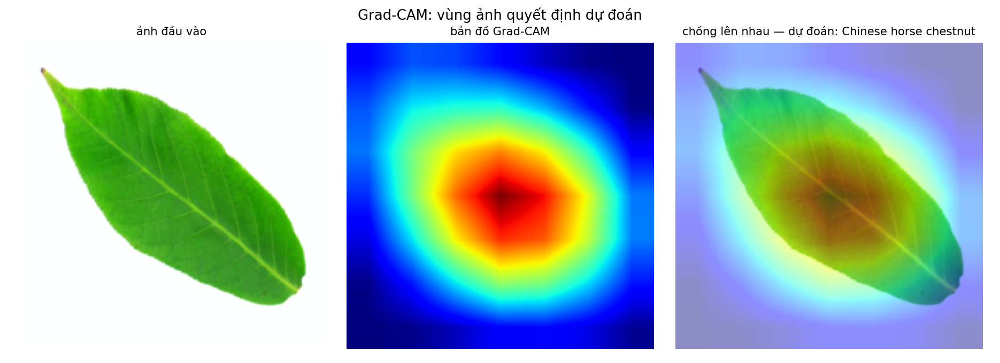 Grad-CAM: vùng ảnh quyết định dự đoán
ảnh đầu vào
bản đồ Grad-CAM
chồng lên nhau — dự đoán: Chinese horse chestnut